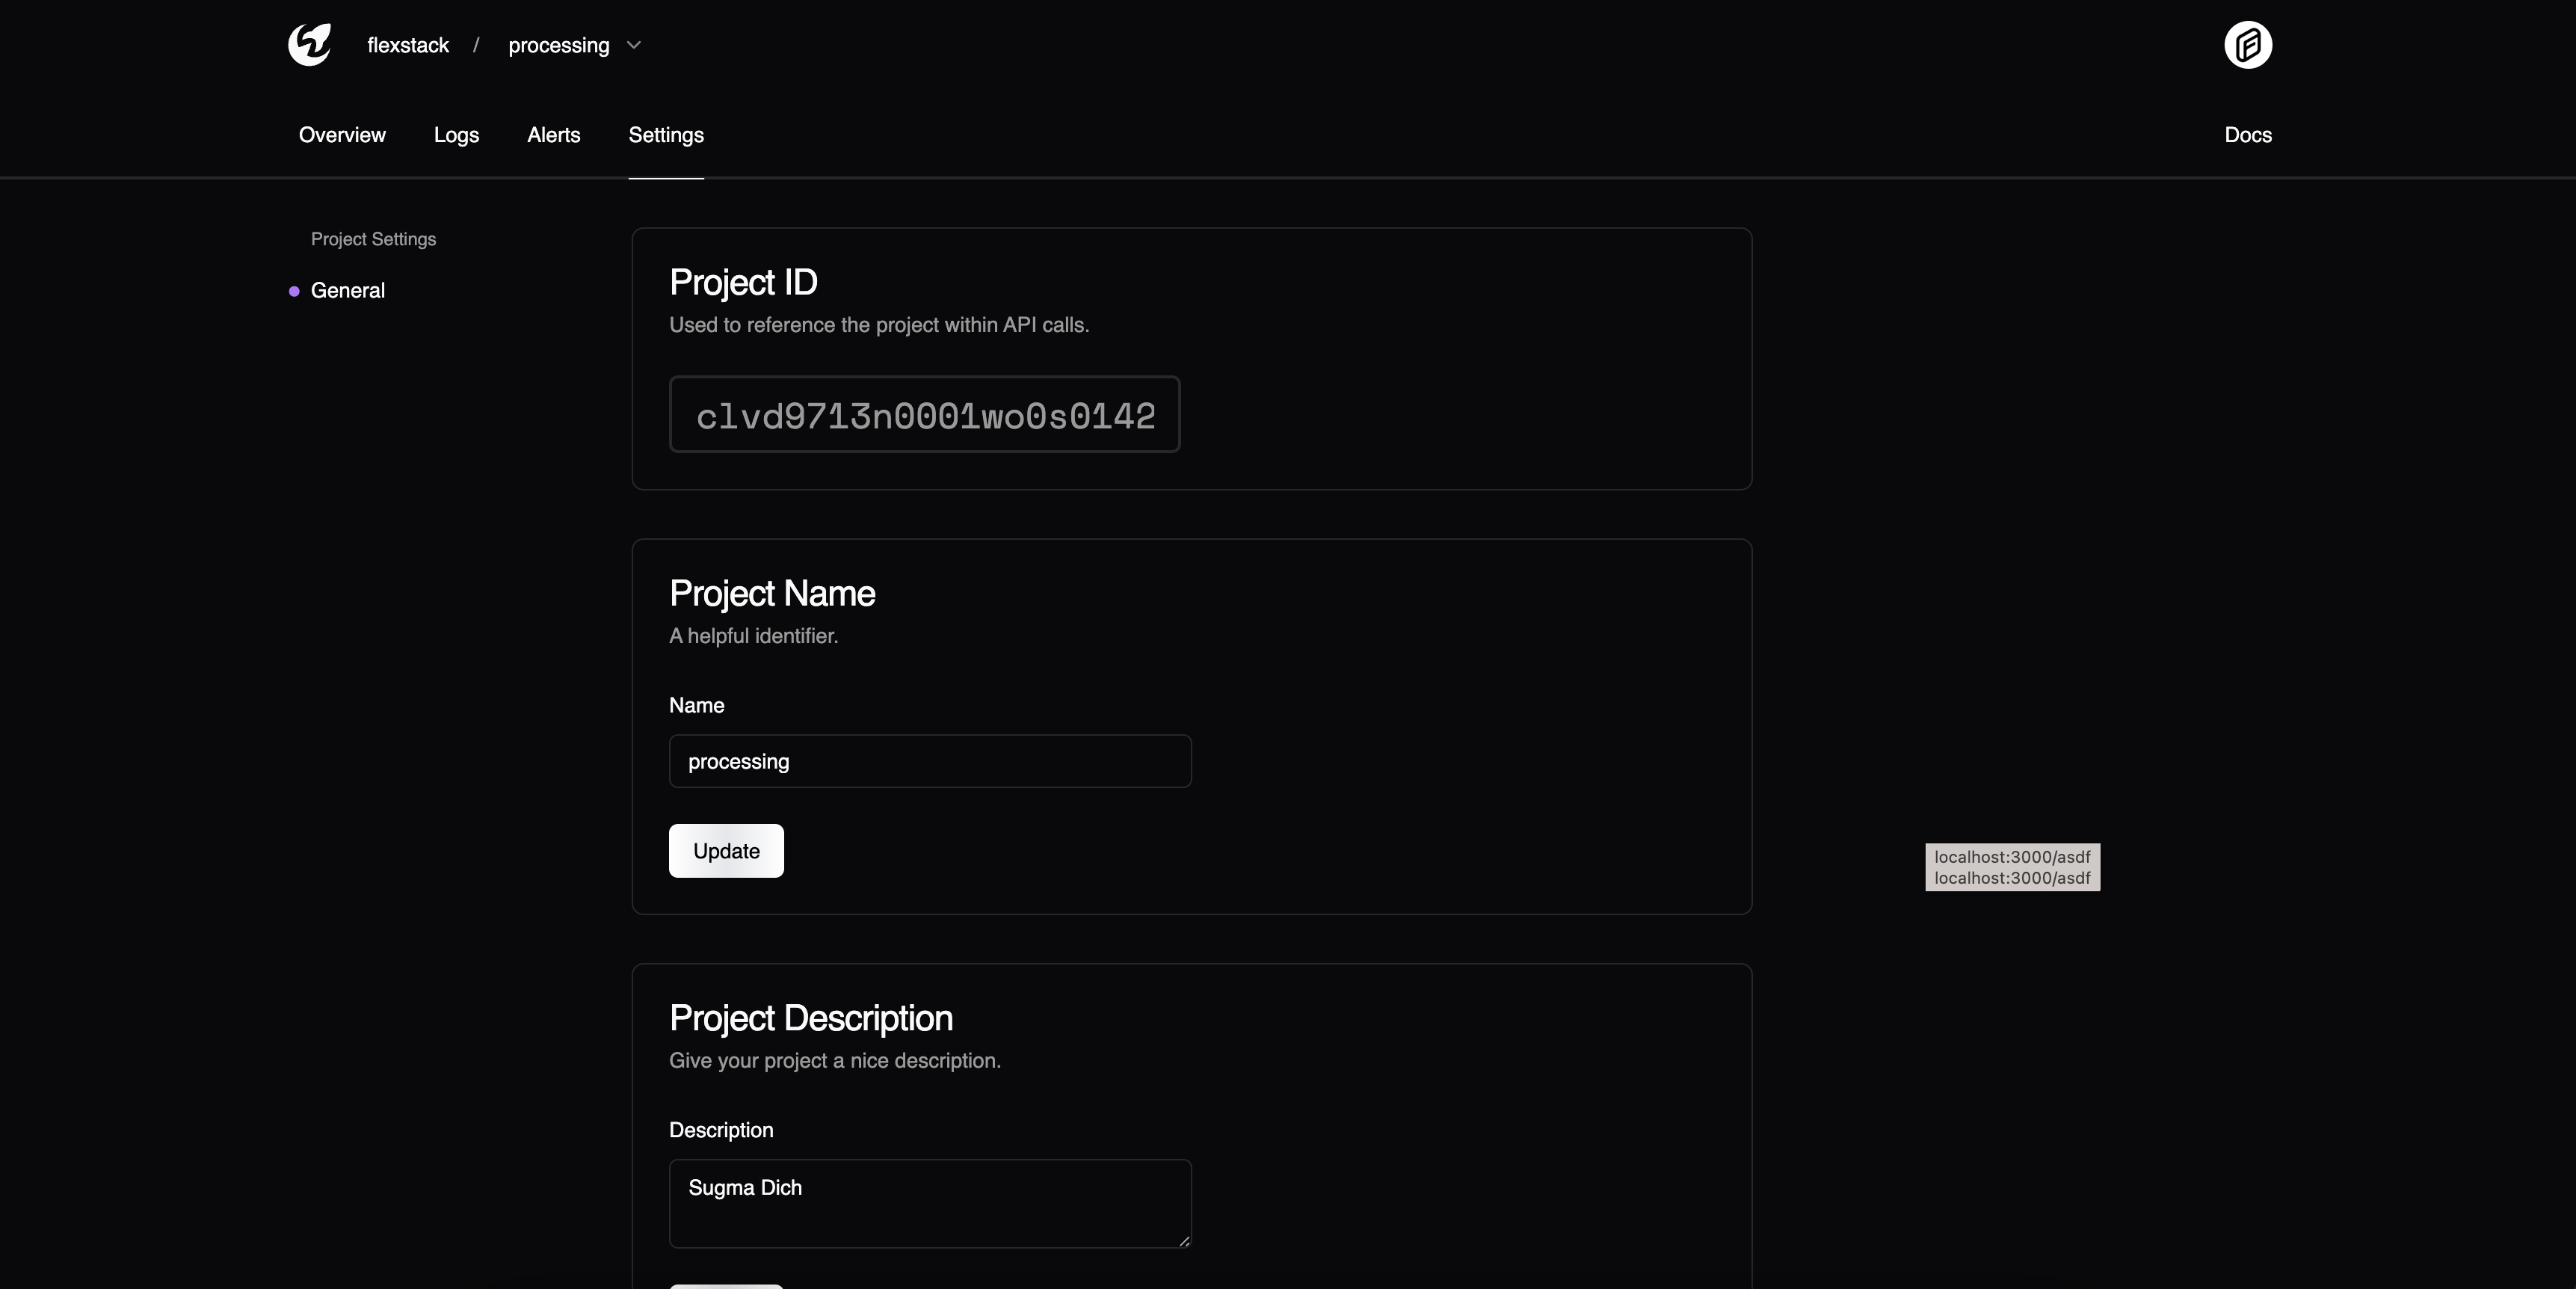 flexstack / processing
Overview Logs Alerts Settings Docs
Project Settings
General
Project ID
Used to reference the project within API calls.
clvd9713n0001wo0s0142
Project Name
A helpful identifier.
Name
processing
Update
localhost:3000/asdf
localhost:3000/asdf
Project Description
Give your project a nice description.
Description
Sugma Dich